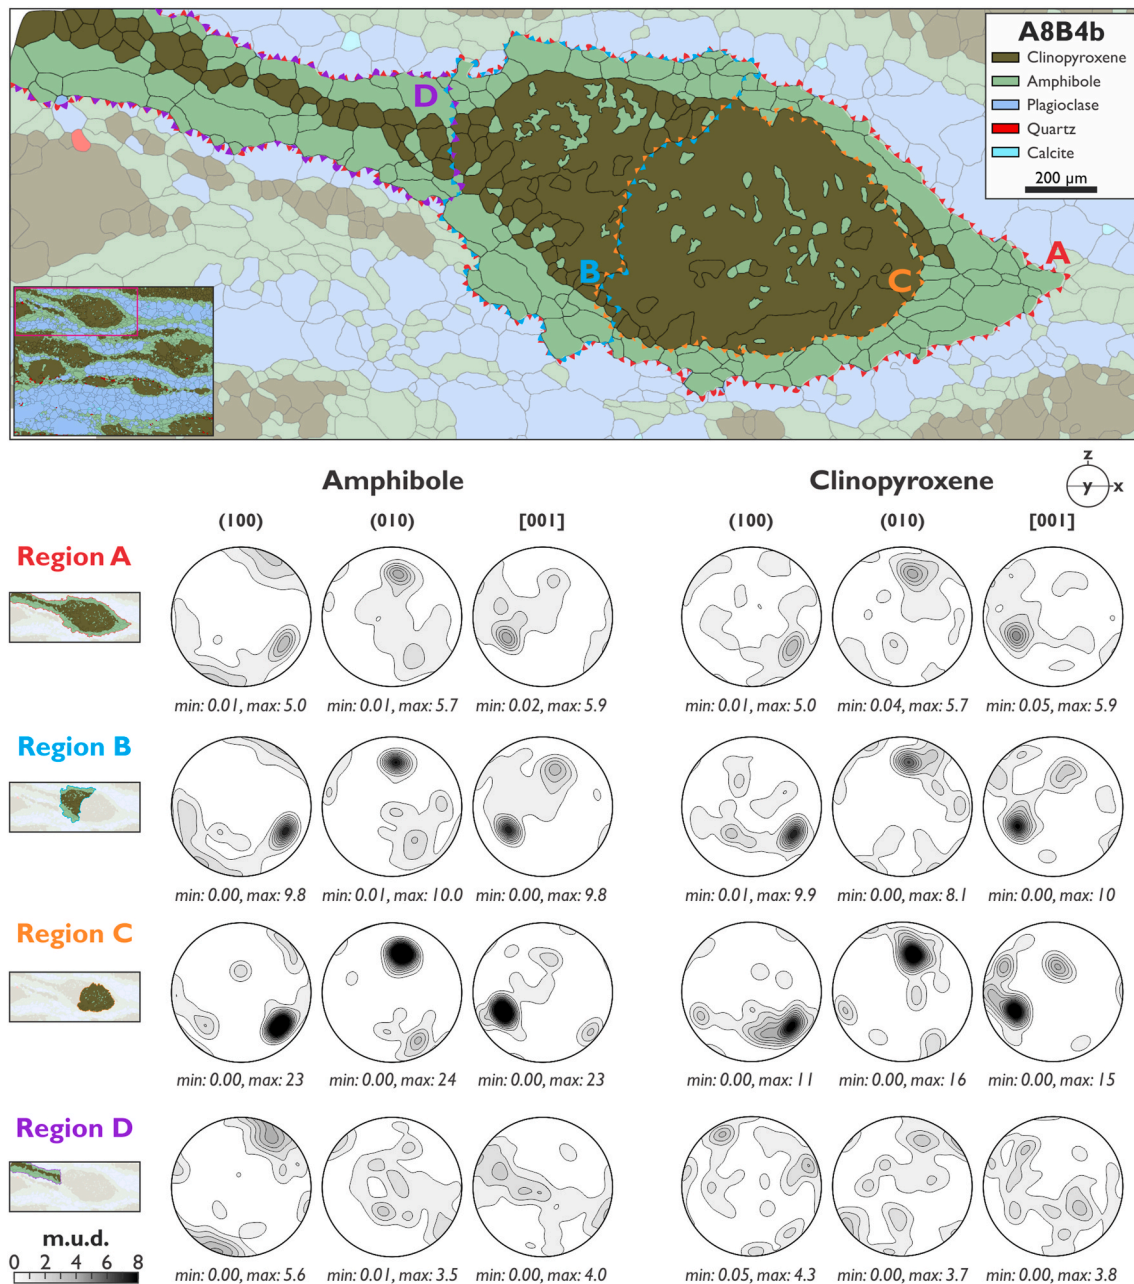 A8B4b
Clinopyroxene
Amphibole
Plagioclase
Quartz
Calcite
200 µm
D
B
C
A
Amphibole
Clinopyroxene
z
y
x
(100) (010) [001] (100) (010) [001]
Region A
min: 0.01, max: 5.0 min: 0.01, max: 5.7 min: 0.02, max: 5.9 min: 0.01, max: 5.0 min: 0.04, max: 5.7 min: 0.05, max: 5.9
Region B
min: 0.00, max: 9.8 min: 0.01, max: 10.0 min: 0.00, max: 9.8 min: 0.01, max: 9.9 min: 0.00, max: 8.1 min: 0.00, max: 10
Region C
min: 0.00, max: 23 min: 0.00, max: 24 min: 0.00, max: 23 min: 0.00, max: 11 min: 0.00, max: 16 min: 0.00, max: 15
Region D
m.u.d.
0 2 4 6 8
min: 0.00, max: 5.6 min: 0.01, max: 3.5 min: 0.00, max: 4.0 min: 0.05, max: 4.3 min: 0.00, max: 3.7 min: 0.00, max: 3.8